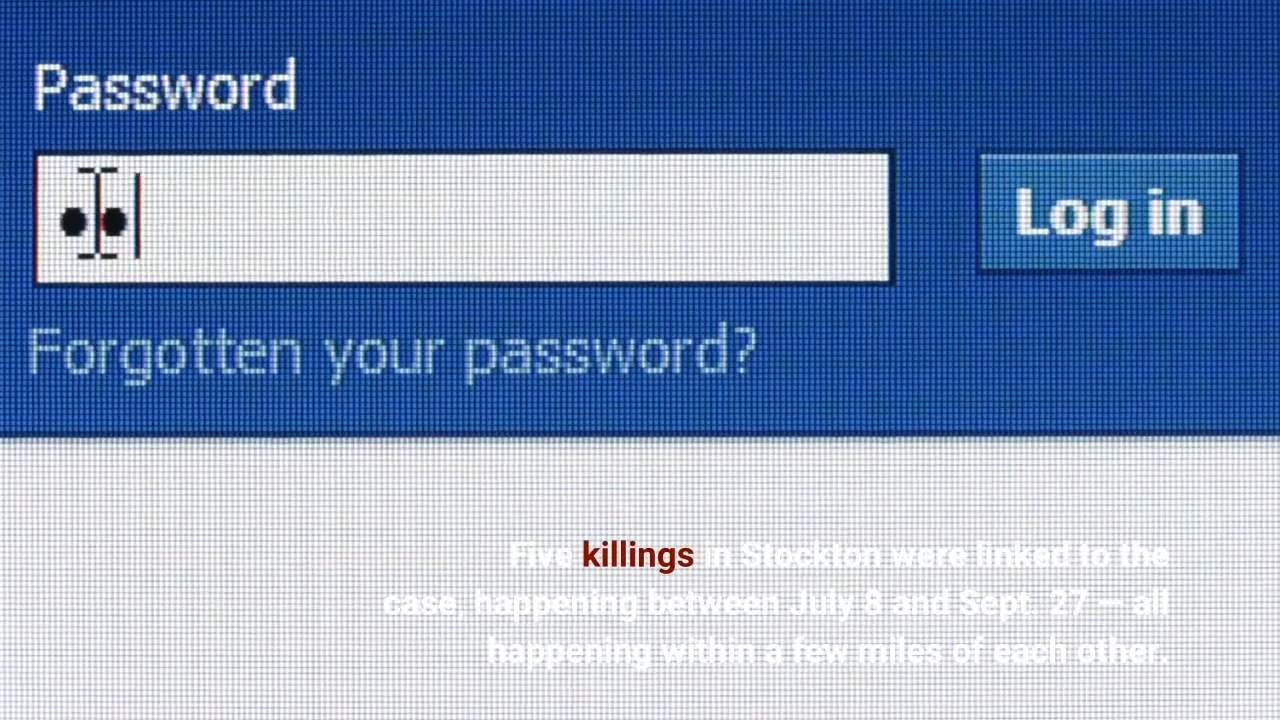 Password
Log in
Forgotten your password?
Five killings in Stockton were linked to the
case, happening between July 8 and Sept. 27 — all
happening within a few miles of each other.